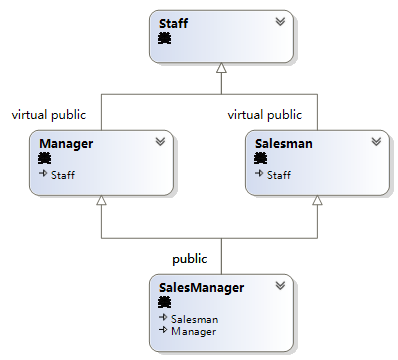 Staff
类
virtual public
virtual public
Manager
类
Staff
Salesman
类
Staff
public
SalesManager
类
Salesman
Manager